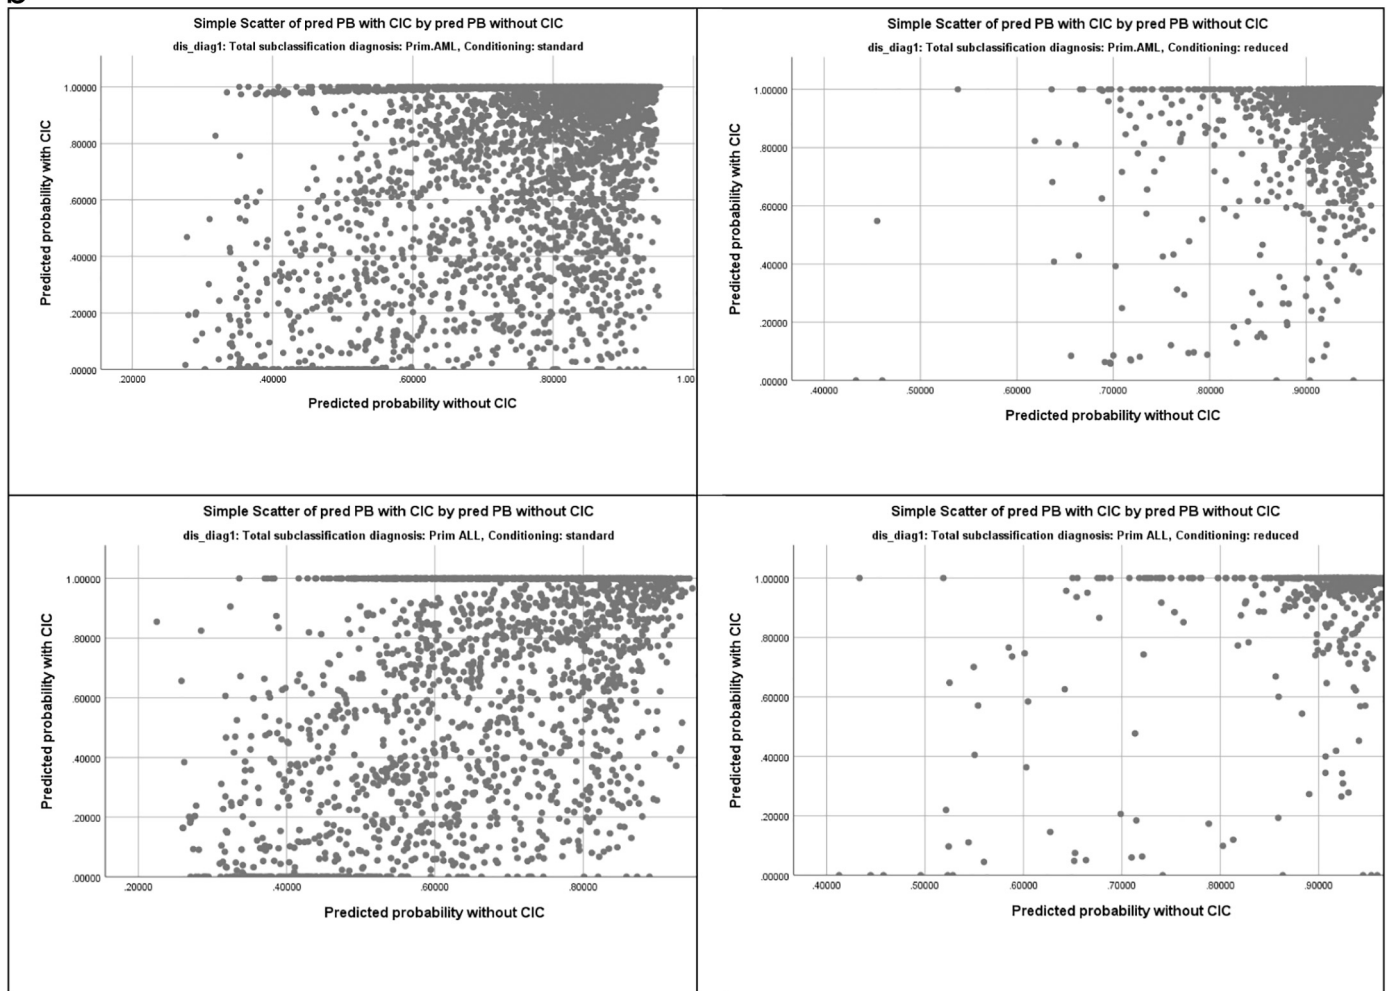 b
Simple Scatter of pred PB with CIC by pred PB without CIC
dis_diag1: Total subclassification diagnosis: Prim.AML, Conditioning: standard
Predicted probability with CIC
1.00000
.80000
.60000
.40000
.20000
.00000
.20000 .40000 .60000 .80000 1.00
Predicted probability without CIC
Simple Scatter of pred PB with CIC by pred PB without CIC
dis_diag1: Total subclassification diagnosis: Prim.AML, Conditioning: reduced
Predicted probability with CIC
1.00000
.80000
.60000
.40000
.20000
.00000
.40000 .50000 .60000 .70000 .80000 .90000
Predicted probability without CIC
Simple Scatter of pred PB with CIC by pred PB without CIC
dis_diag1: Total subclassification diagnosis: Prim ALL, Conditioning: standard
Predicted probability with CIC
1.00000
.80000
.60000
.40000
.20000
.00000
.20000 .40000 .60000 .80000
Predicted probability without CIC
Simple Scatter of pred PB with CIC by pred PB without CIC
dis_diag1: Total subclassification diagnosis: Prim ALL, Conditioning: reduced
Predicted probability with CIC
1.00000
.80000
.60000
.40000
.20000
.00000
.40000 .50000 .60000 .70000 .80000 .90000
Predicted probability without CIC